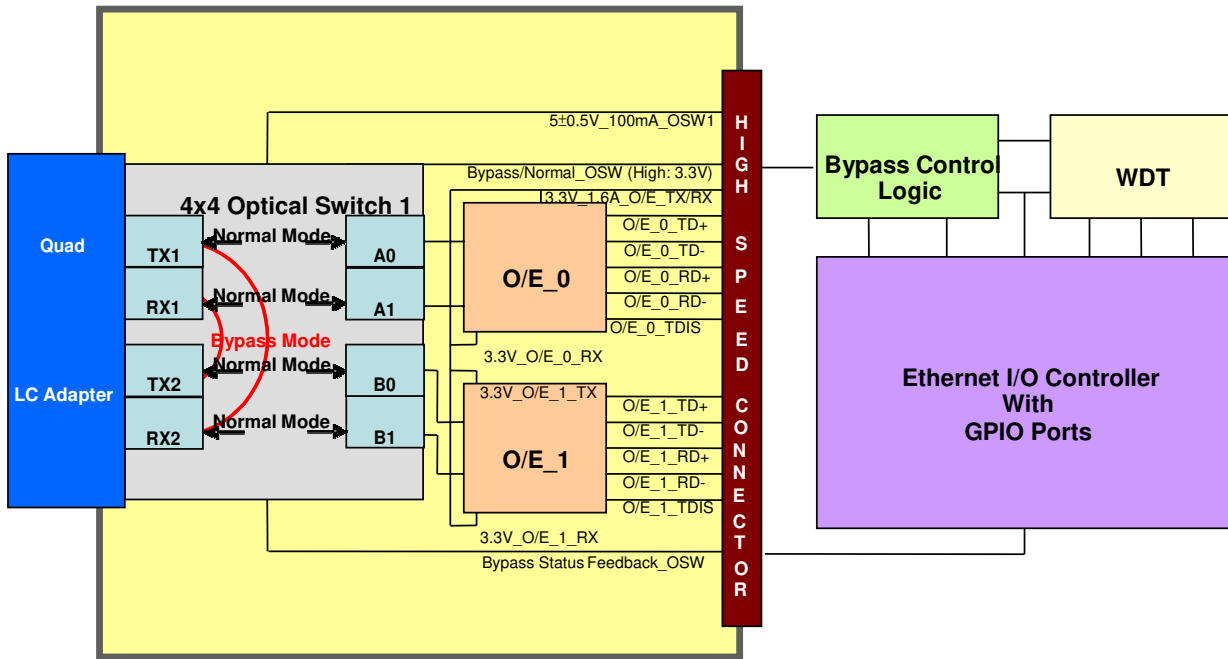 5±0.5V_100mA_OSW1
Bypass/Normal_OSW (High: 3.3V)
3.3V_1.6A_O/E_TX/RX
4x4 Optical Switch 1
Quad
LC Adapter
TX1
Normal Mode
A0
RX1
Normal Mode
A1
Bypass Mode
TX2
Normal Mode
B0
RX2
Normal Mode
B1
O/E_0
O/E_0_TD+
O/E_0_TD-
O/E_0_RD+
O/E_0_RD-
O/E_0_TDIS
3.3V_O/E_0_RX
3.3V_O/E_1_TX
O/E_1
O/E_1_TD+
O/E_1_TD-
O/E_1_RD+
O/E_1_RD-
O/E_1_TDIS
3.3V_O/E_1_RX
Bypass Status Feedback_OSW
HIGH SPEED CONNECTOR
Bypass Control
Logic
WDT
Ethernet I/O Controller
With
GPIO Ports